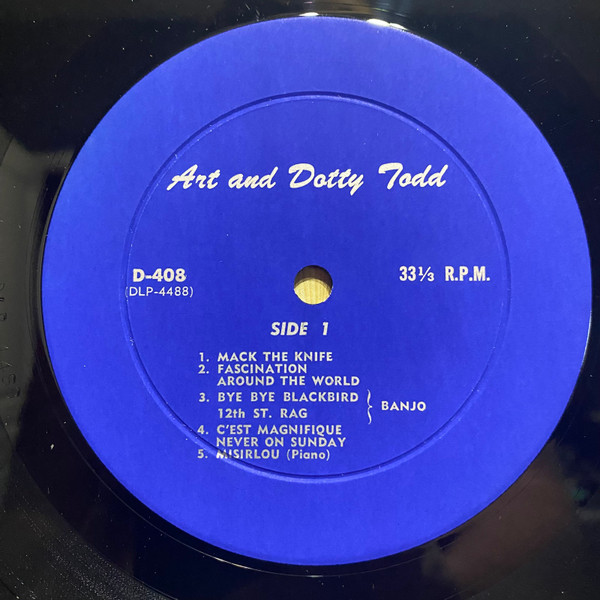 Art and Dotty Todd
D-408
(DLP-4488)
33⅓ R.P.M.
SIDE 1
1. MACK THE KNIFE
2. FASCINATION
AROUND THE WORLD
3. BYE BYE BLACKBIRD
12th ST. RAG
BANJO
4. C'EST MAGNIFIQUE
NEVER ON SUNDAY
5. MISIRLOU (Piano)